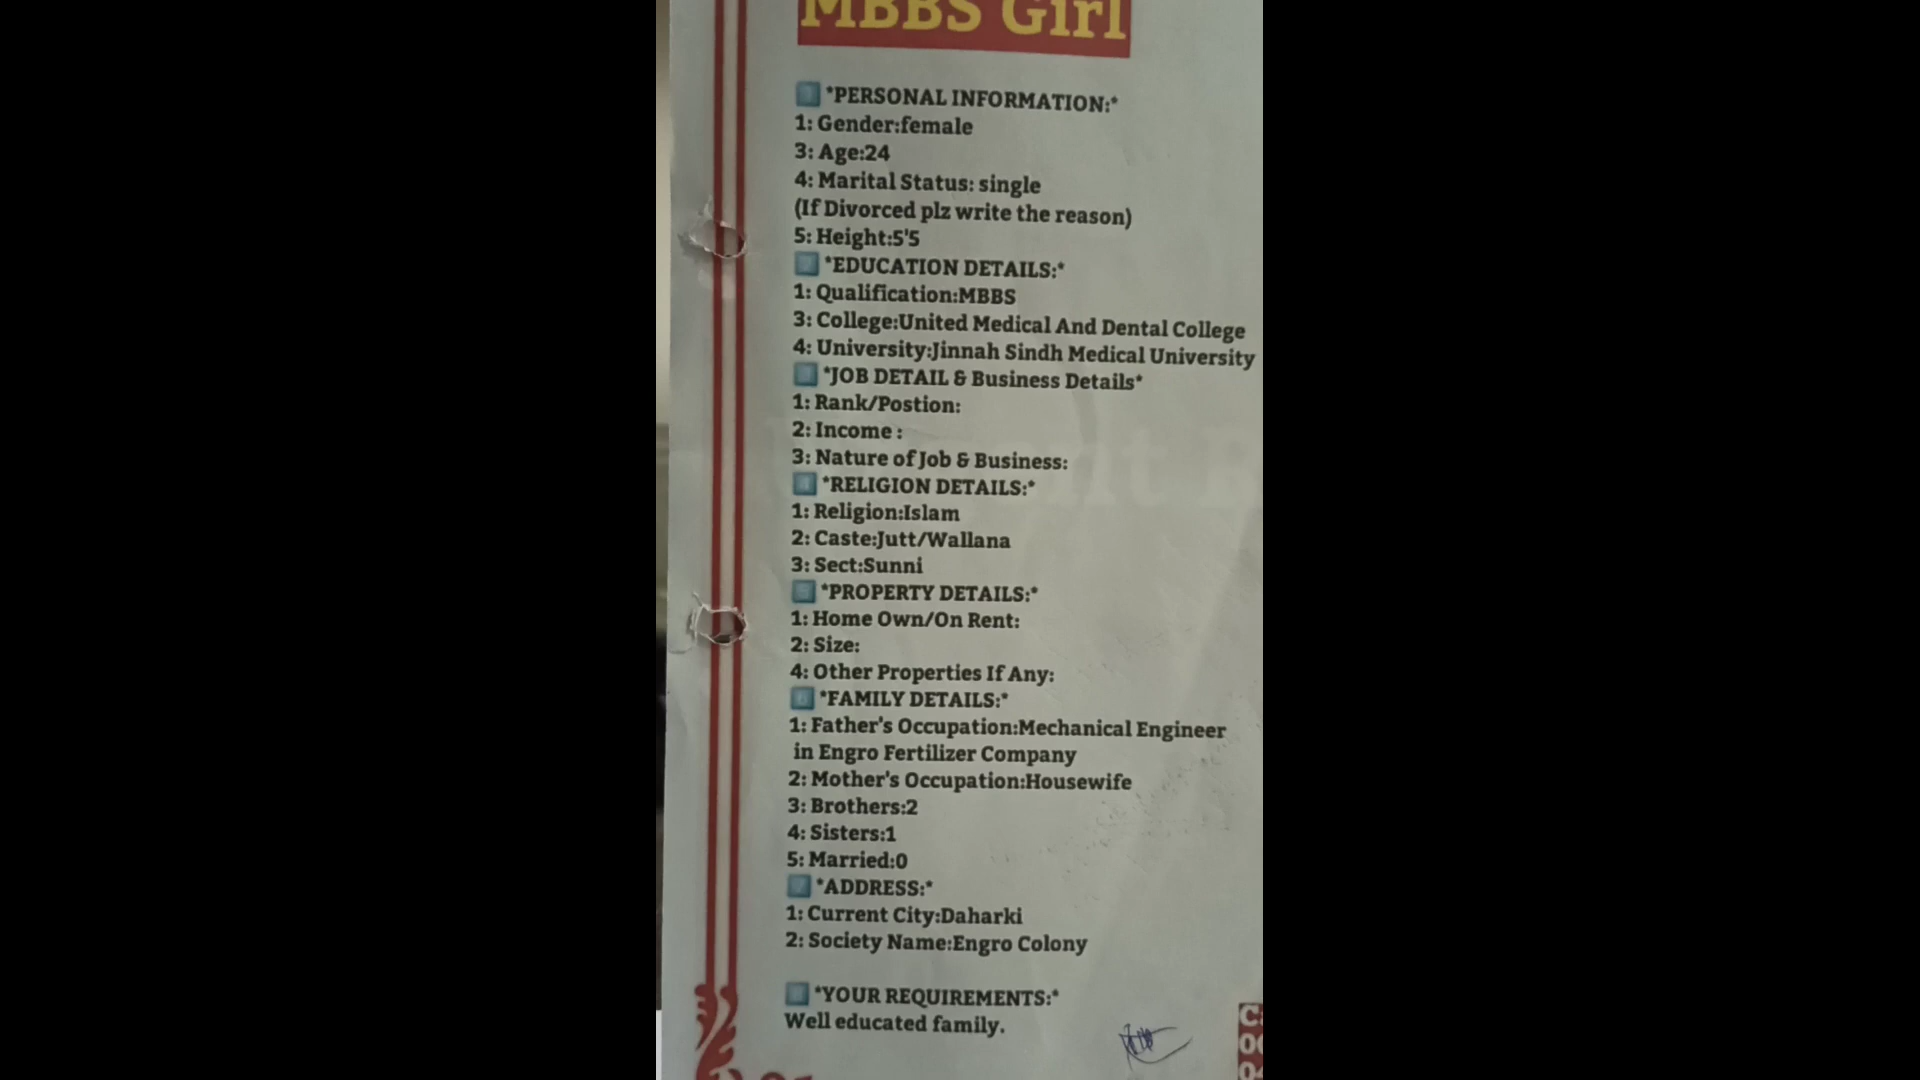 MBBS Girl
*PERSONAL INFORMATION:*
1: Gender:female
3: Age:24
4: Marital Status: single
(If Divorced plz write the reason)
5: Height:5'5
*EDUCATION DETAILS:*
1: Qualification:MBBS
3: College:United Medical And Dental College
4: University:Jinnah Sindh Medical University
*JOB DETAIL & Business Details*
1: Rank/Postion:
2: Income :
3: Nature of Job & Business:
4 *RELIGION DETAILS:*
1: Religion:Islam
2: Caste:Jutt/Wallana
3: Sect:Sunni
5 *PROPERTY DETAILS:*
1: Home Own/On Rent:
2: Size:
4: Other Properties If Any:
6 *FAMILY DETAILS:*
1: Father's Occupation:Mechanical Engineer
in Engro Fertilizer Company
2: Mother's Occupation:Housewife
3: Brothers:2
4: Sisters:1
5: Married:0
7 *ADDRESS:*
1: Current City:Daharki
2: Society Name:Engro Colony
*YOUR REQUIREMENTS:*
Well educated family.